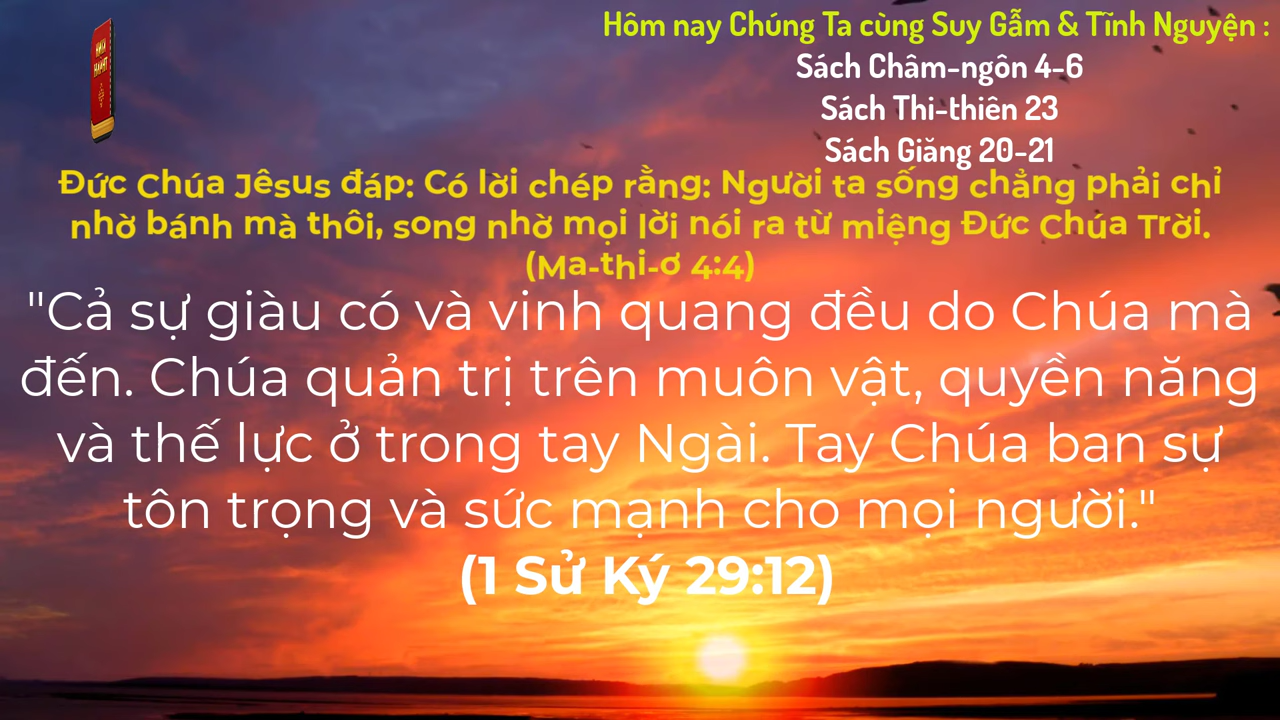 Hôm nay Chúng Ta cùng Suy Gẫm & Tĩnh Nguyện :
Sách Châm-ngôn 4-6
Sách Thi-thiên 23
Sách Giăng 20-21
Đức Chúa Jêsus đáp: Có lời chép rằng: Người ta sống chẳng phải chỉ
nhờ bánh mà thôi, song nhờ mọi lời nói ra từ miệng Đức Chúa Trời.
(Ma-thi-ơ 4:4)
"Cả sự giàu có và vinh quang đều do Chúa mà
đến. Chúa quản trị trên muôn vật, quyền năng
và thế lực ở trong tay Ngài. Tay Chúa ban sự
tôn trọng và sức mạnh cho mọi người."
(1 Sử Ký 29:12)